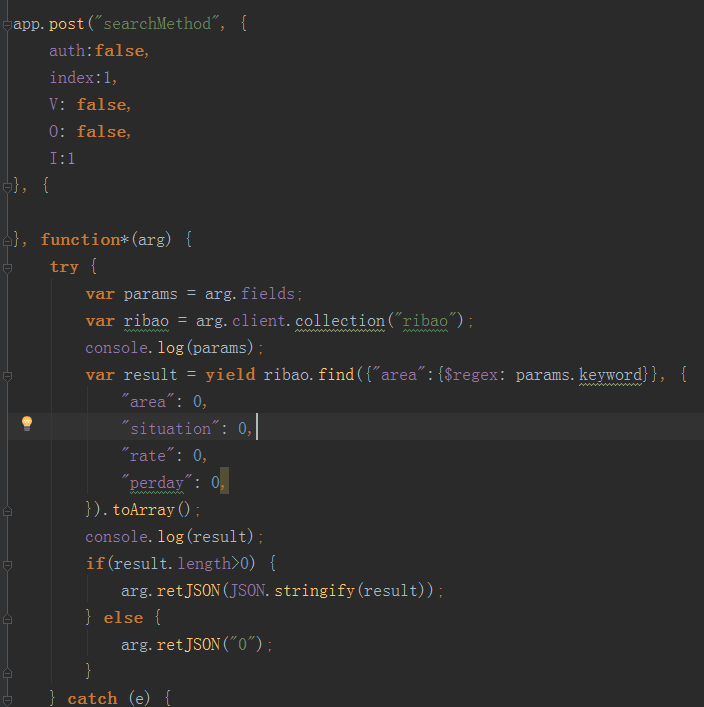 app.post("searchMethod", {
    auth:false,
    index:1,
    V: false,
    O: false,
    I:1
}, {
}, function*(arg) {
    try {
        var params = arg.fields;
        var ribao = arg.client.collection("ribao");
        console.log(params);
        var result = yield ribao.find({"area":{$regex: params.keyword}}, {
            "area": 0,
            "situation": 0,
            "rate": 0,
            "perday": 0,
        }).toArray();
        console.log(result);
        if(result.length>0) {
            arg.retJSON(JSON.stringify(result));
        } else {
            arg.retJSON("0");
        }
    } catch (e) {